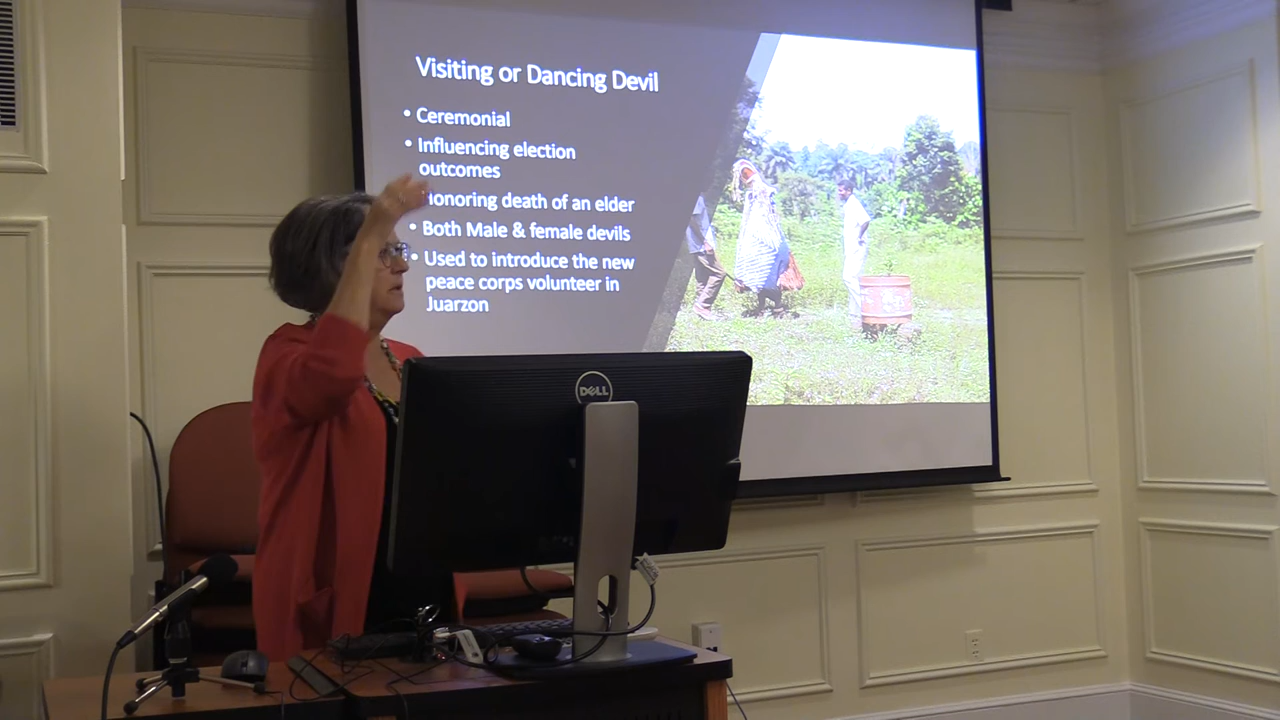 Visiting or Dancing Devil
• Ceremonial
• Influencing election
outcomes
Honoring death of an elder
• Both Male & female devils
• Used to introduce the new
peace corps volunteer in
Juarzon
DELL